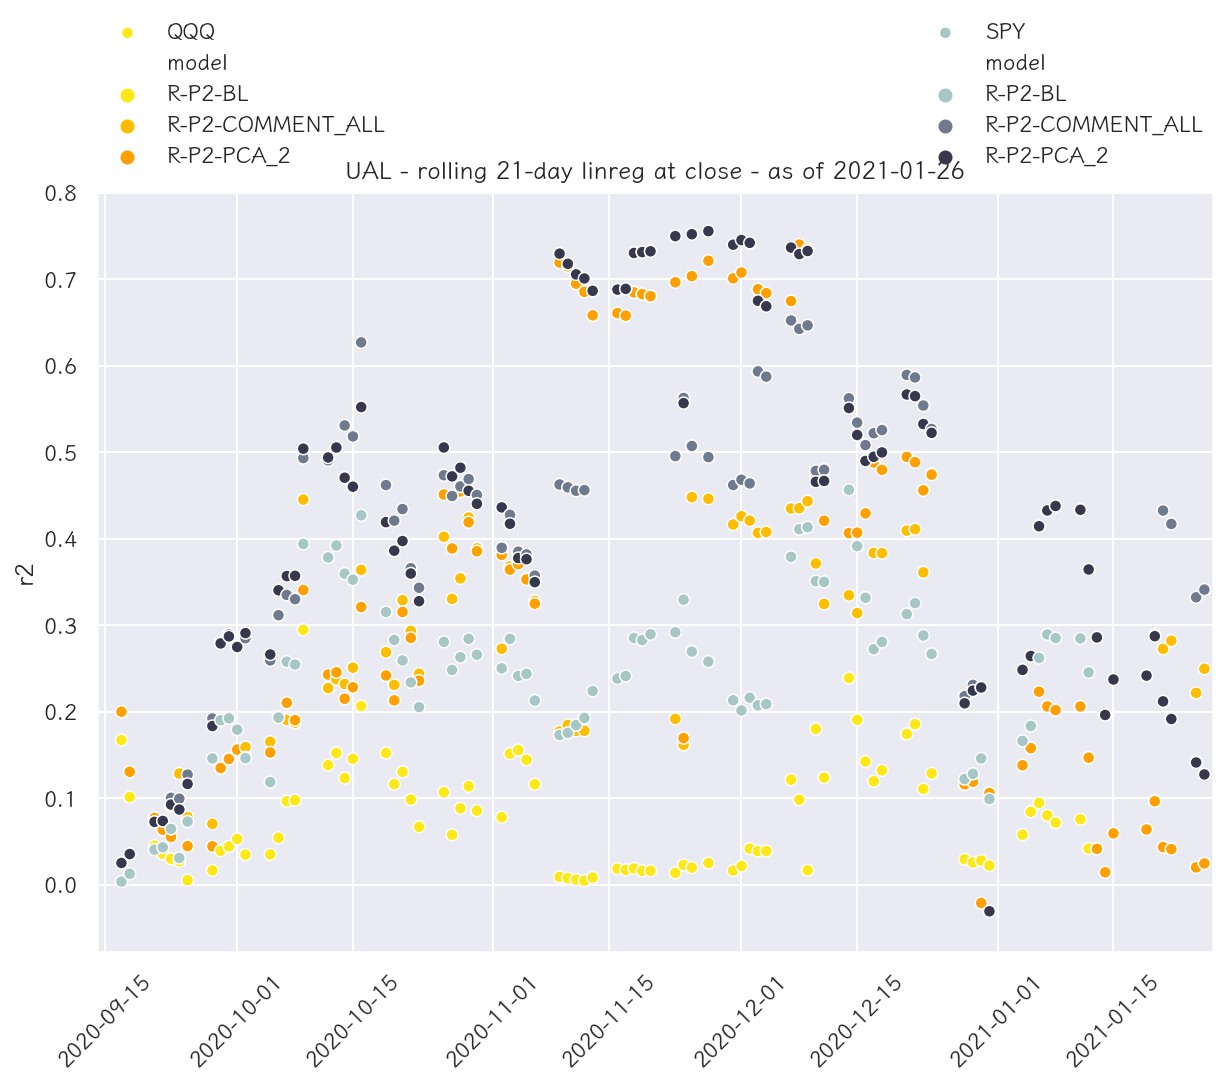 QQQ
model
R-P2-BL
R-P2-COMMENT_ALL
R-P2-PCA_2
SPY
model
R-P2-BL
R-P2-COMMENT_ALL
R-P2-PCA_2
UAL - rolling 21-day linreg at close - as of 2021-01-26
0.8
0.7
0.6
0.5
0.4
0.3
0.2
0.1
0.0
r2
2020-09-15
2020-10-01
2020-10-15
2020-11-01
2020-11-15
2020-12-01
2020-12-15
2021-01-01
2021-01-15